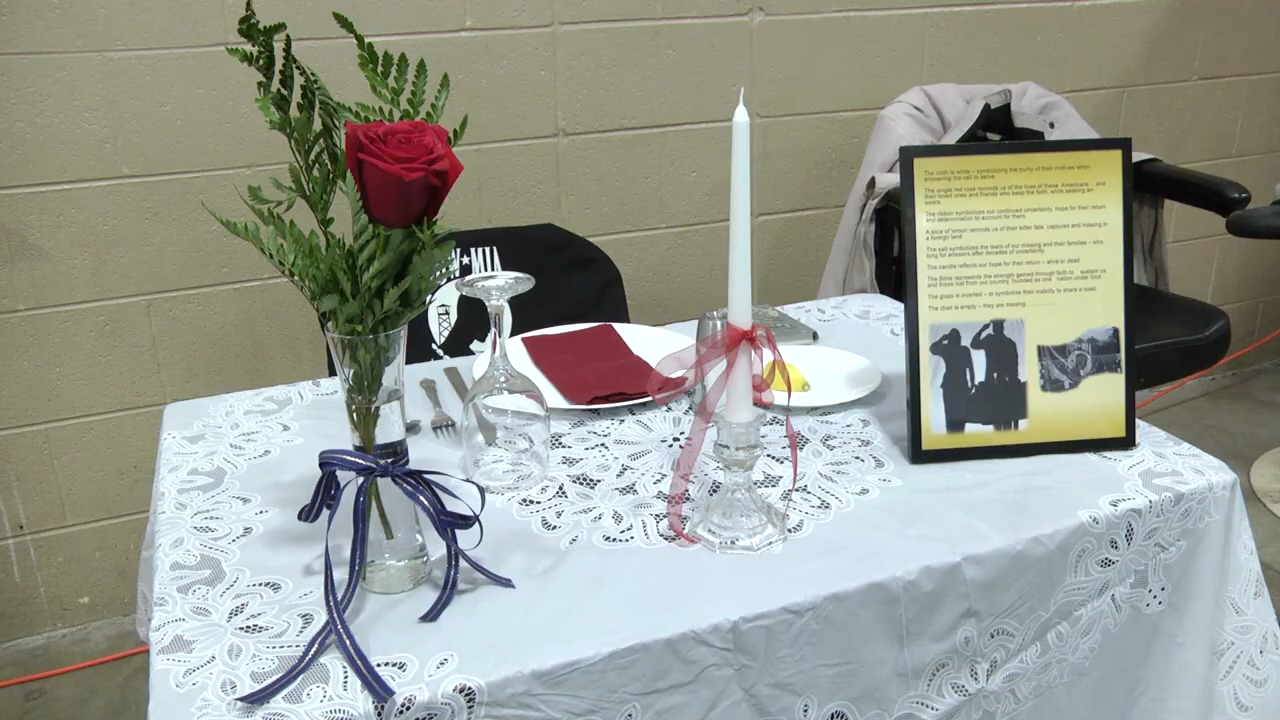 POW★MIA
The cloth is white – symbolizing the purity of their motives when
answering the call to serve.
The single red rose reminds us of the lives of these Americans....and
their loved ones and friends who keep the faith, while seeking an-
swers.
The ribbon symbolizes our continued uncertainty, hope for their return
and determination to account for them.
A slice of lemon reminds us of their bitter fate, captured and missing in
a foreign land.
The salt symbolizes the tears of our missing and their families – who
long for answers after decades of uncertainty.
The candle reflects our hope for their return – alive or dead.
The Bible represents the strength gained through faith to sustain us
and those lost from our country, founded as one nation under God.
The glass is inverted – to symbolize their inability to share a toast.
The chair is empty – they are missing